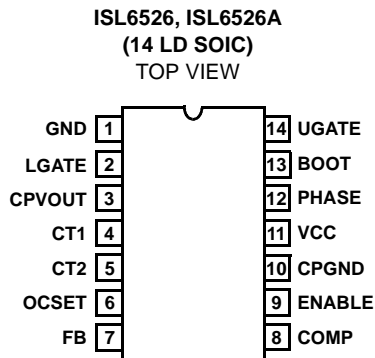 ISL6526, ISL6526A
(14 LD SOIC)
TOP VIEW
GND 1 14 UGATE
LGATE 2 13 BOOT
CPVOUT 3 12 PHASE
CT1 4 11 VCC
CT2 5 10 CPGND
OCSET 6 9 ENABLE
FB 7 8 COMP